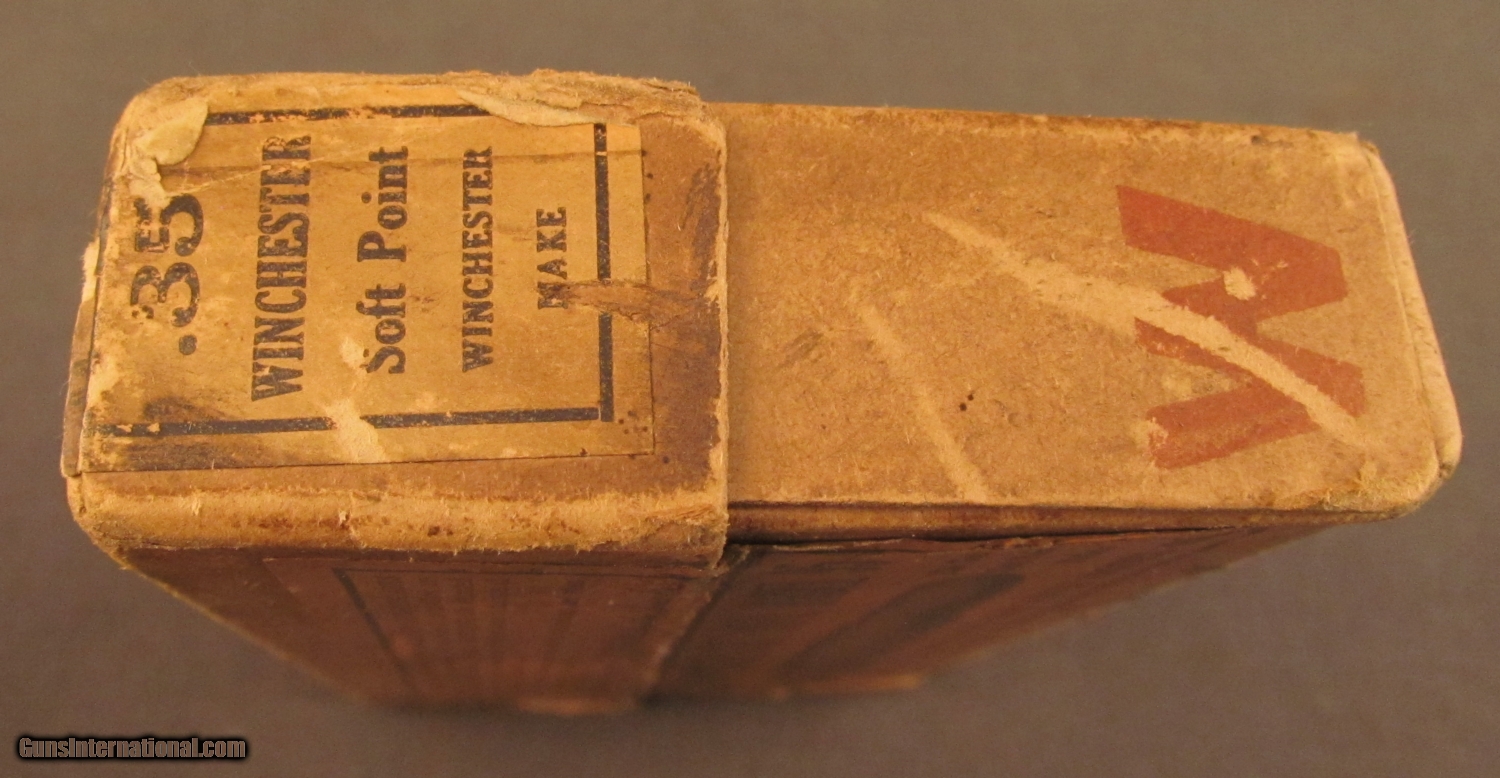 .35
WINCHESTER
Soft Point
WINCHESTER
MAKE
W
GunsInternational.com